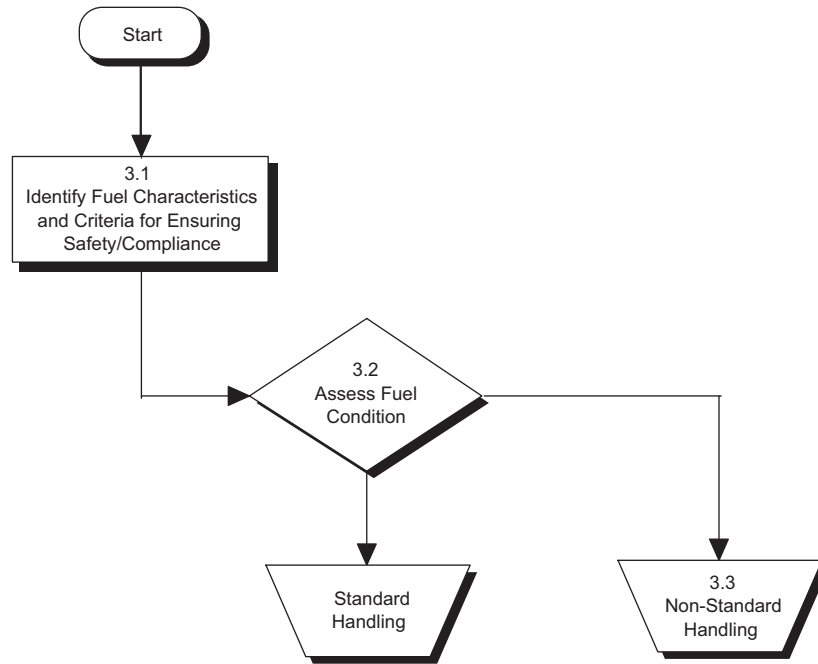 Start
3.1
Identify Fuel Characteristics
and Criteria for Ensuring
Safety/Compliance
3.2
Assess Fuel
Condition
Standard
Handling
3.3
Non-Standard
Handling